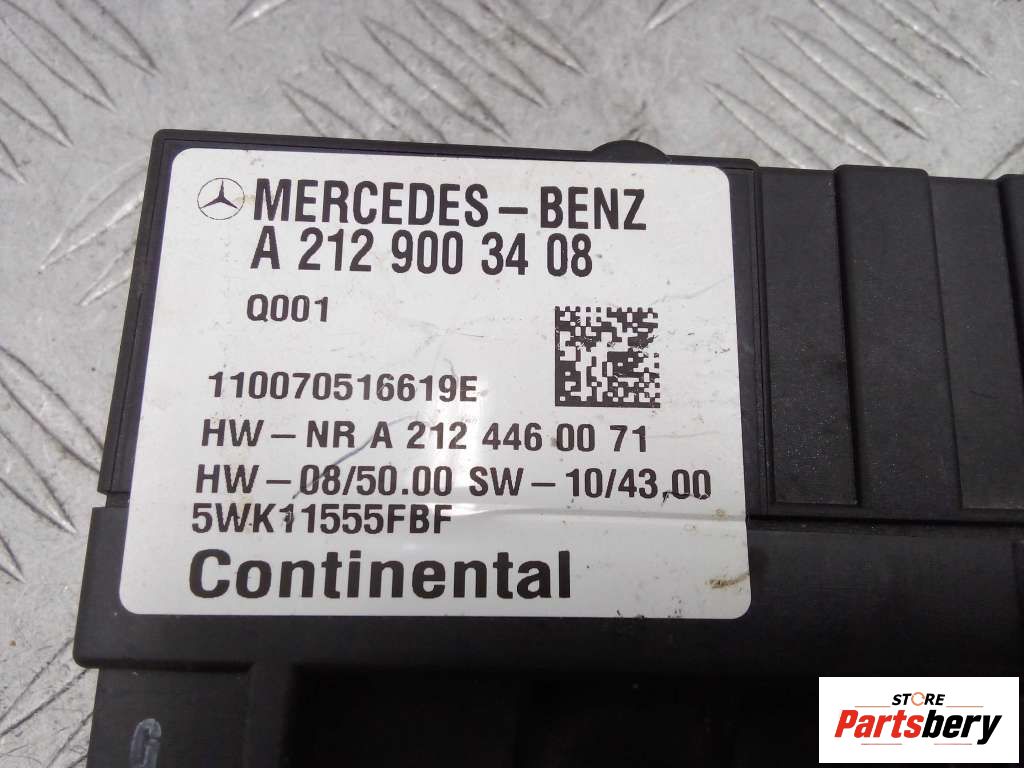 MERCEDES – BENZ
A 212 900 34 08
Q001
110070516619E
HW – NR A 212 446 00 71
HW – 08/50.00 SW – 10/43.00
5WK11555FBF
Continental
STORE
Partsbery